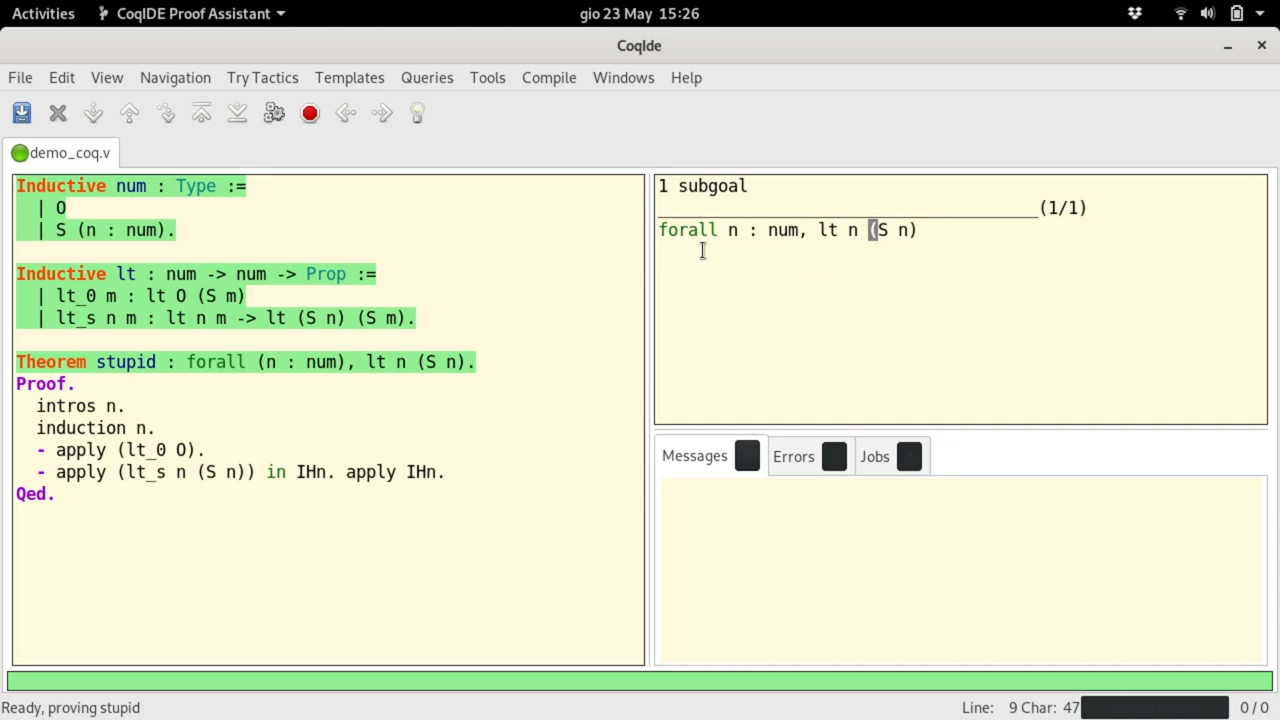 Activities CoqIDE Proof Assistant gio 23 May 15:26
CoqIde
File Edit View Navigation Try Tactics Templates Queries Tools Compile Windows Help
demo_coq.v
Inductive num : Type :=
  | O
  | S (n : num).
Inductive lt : num -> num -> Prop :=
  | lt_0 m : lt O (S m)
  | lt_s n m : lt n m -> lt (S n) (S m).
Theorem stupid : forall (n : num), lt n (S n).
Proof.
  intros n.
  induction n.
  - apply (lt_0 O).
  - apply (lt_s n (S n)) in IHn. apply IHn.
Qed.
1 subgoal
______________________________________(1/1)
forall n : num, lt n (S n)
Messages Errors Jobs
Ready, proving stupid Line: 9 Char: 47 0 / 0